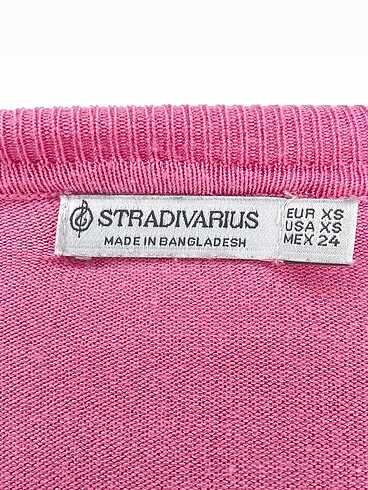 STRADIVARIUS
MADE IN BANGLADESH
EUR XS
USA XS
MEX 24